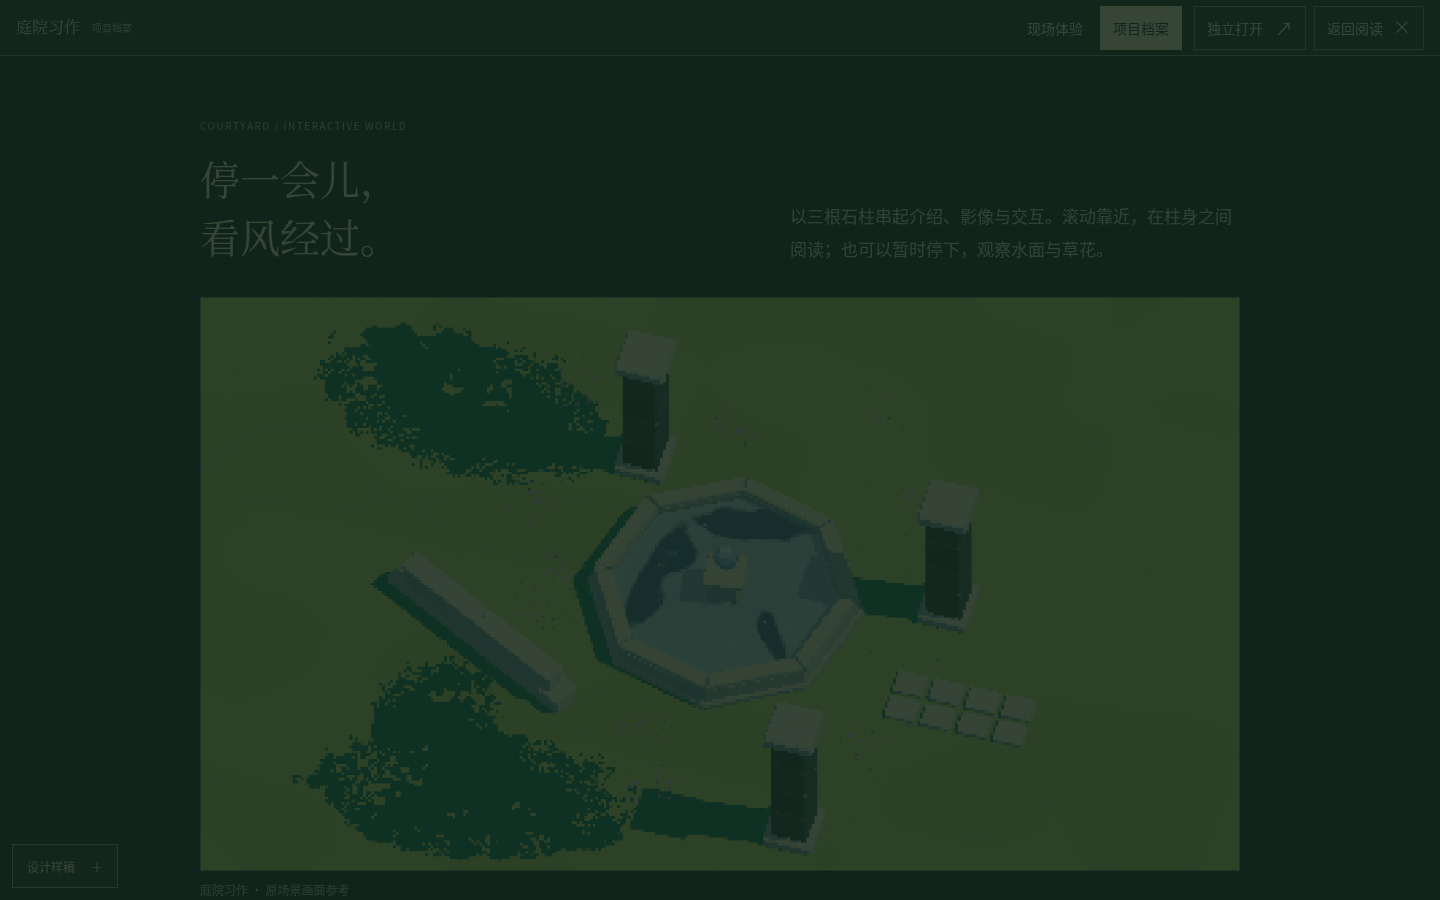 庭院习作 项目档案
现场体验 项目档案 独立打开 ↗ 返回阅读 ×
COURTYARD / INTERACTIVE WORLD
停一会儿，
看风经过。
以三根石柱串起介绍、影像与交互。滚动靠近，在柱身之间
阅读；也可以暂时停下，观察水面与草花。
设计样稿 +
庭院习作 · 原场景画面参考